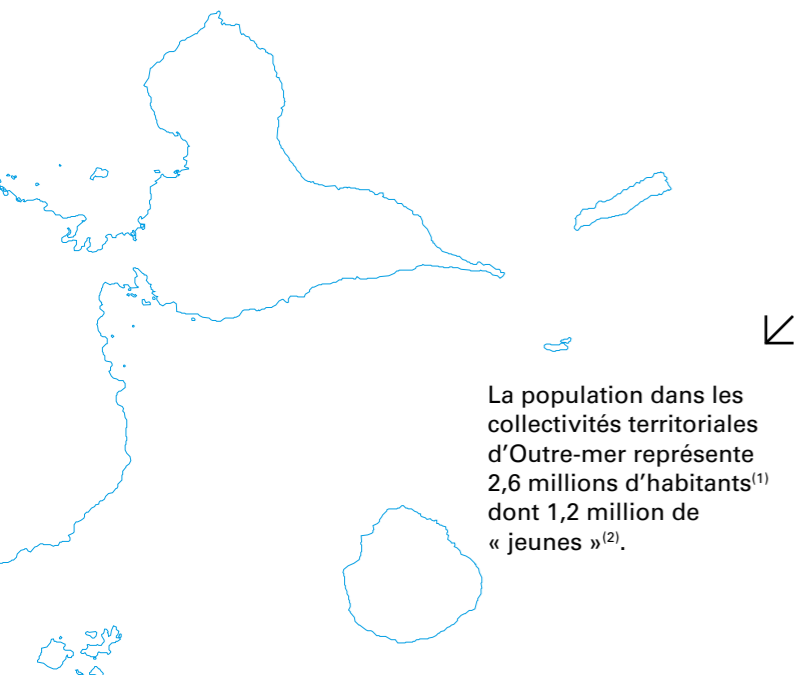 La population dans les
collectivités territoriales
d’Outre-mer représente
2,6 millions d’habitants(1)
dont 1,2 million de
« jeunes »(2).